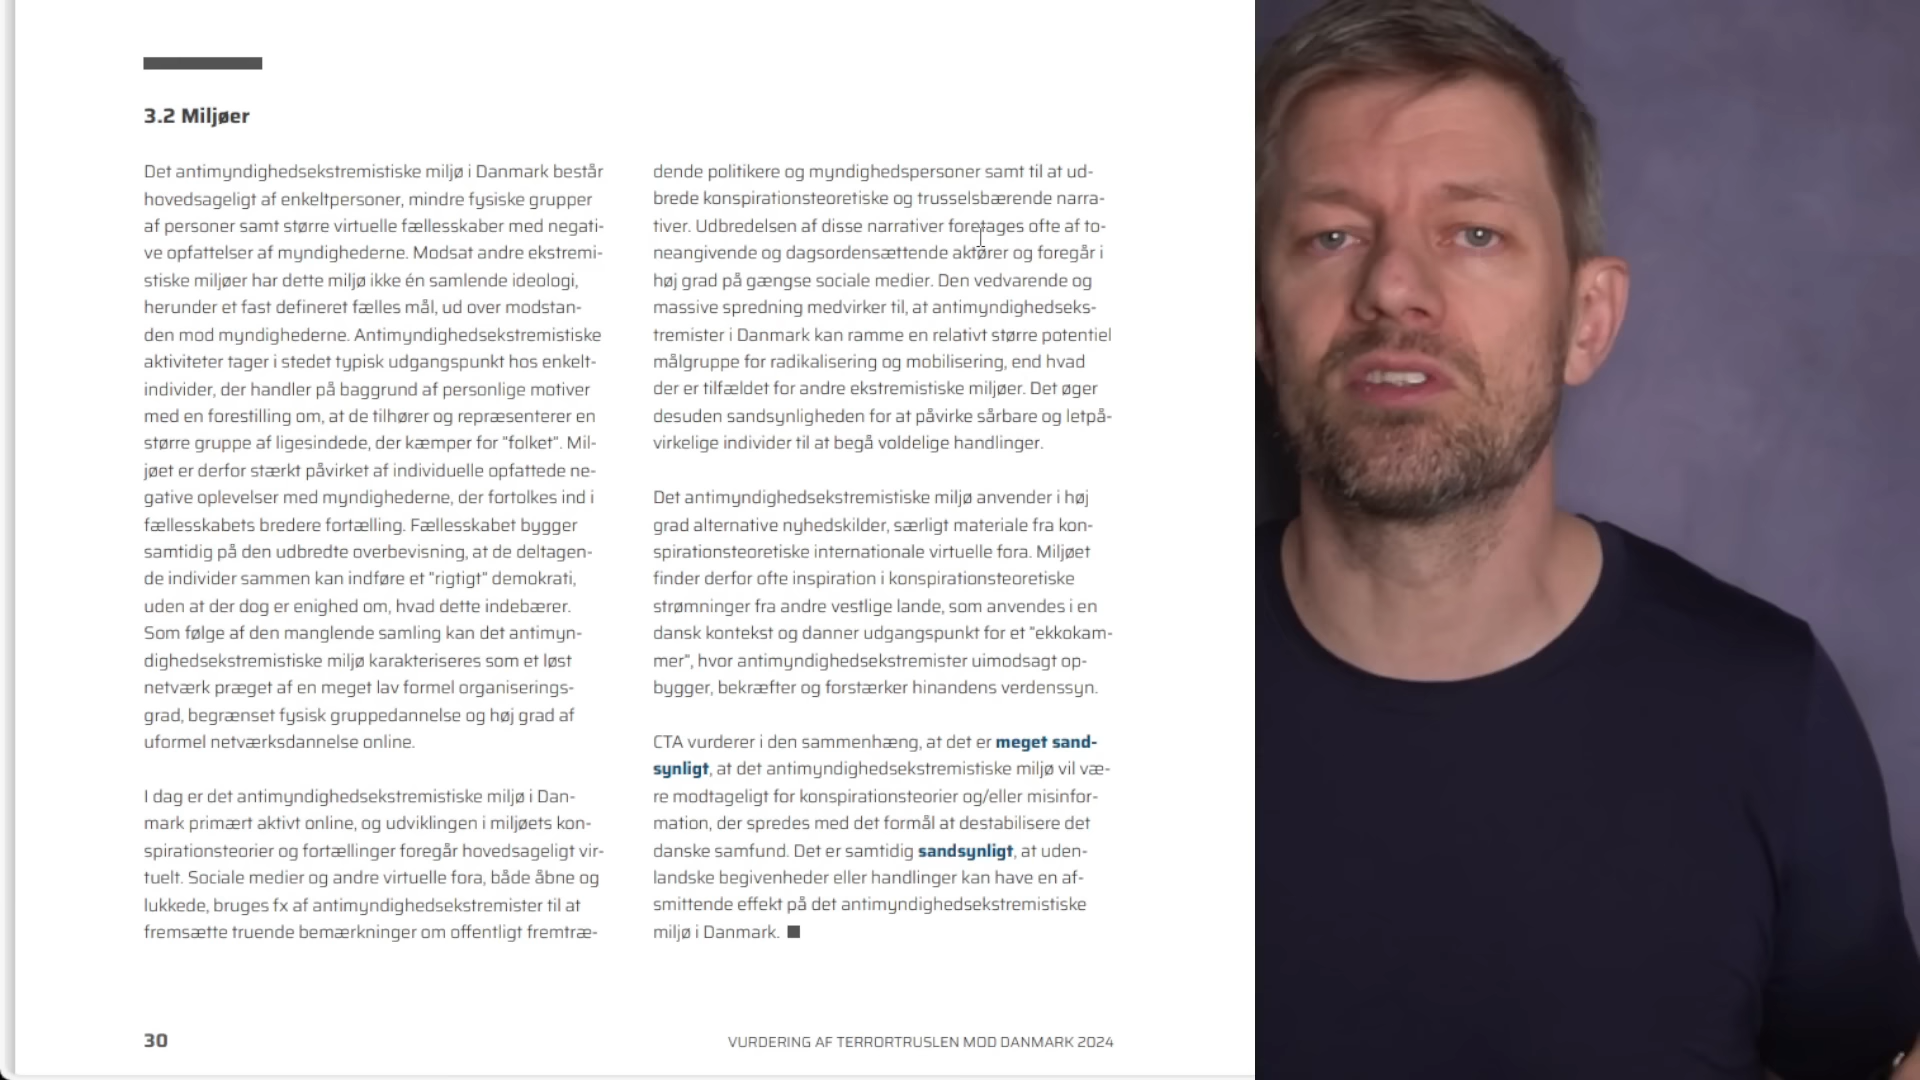 3.2 Miljøer
Det antimyndighedsekstremistiske miljø i Danmark består
hovedsageligt af enkeltpersoner, mindre fysiske grupper
af personer samt større virtuelle fællesskaber med negati-
ve opfattelser af myndighederne. Modsat andre ekstremi-
stiske miljøer har dette miljø ikke én samlende ideologi,
herunder et fast defineret fælles mål, ud over modstan-
den mod myndighederne. Antimyndighedsekstremistiske
aktiviteter tager i stedet typisk udgangspunkt hos enkelt-
individer, der handler på baggrund af personlige motiver
med en forestilling om, at de tilhører og repræsenterer en
større gruppe af ligesindede, der kæmper for "folket". Mil-
jøet er derfor stærkt påvirket af individuelle opfattede ne-
gative oplevelser med myndighederne, der fortolkes ind i
fællesskabets bredere fortælling. Fællesskabet bygger
samtidig på den udbredte overbevisning, at de deltagen-
de individer sammen kan indføre et "rigtigt" demokrati,
uden at der dog er enighed om, hvad dette indebærer.
Som følge af den manglende samling kan det antimyn-
dighedsekstremistiske miljø karakteriseres som et løst
netværk præget af en meget lav formel organiserings-
grad, begrænset fysisk gruppedannelse og høj grad af
uformel netværksdannelse online.
I dag er det antimyndighedsekstremistiske miljø i Dan-
mark primært aktivt online, og udviklingen i miljøets kon-
spirationsteorier og fortællinger foregår hovedsageligt vir-
tuelt. Sociale medier og andre virtuelle fora, både åbne og
lukkede, bruges fx af antimyndighedsekstremister til at
fremsætte truende bemærkninger om offentligt fremtræ-
dende politikere og myndighedspersoner samt til at ud-
brede konspirationsteoretiske og trusselsbærende narra-
tiver. Udbredelsen af disse narrativer foretages ofte af to-
neangivende og dagsordensættende aktører og foregår i
høj grad på gængse sociale medier. Den vedvarende og
massive spredning medvirker til, at antimyndighedseks-
tremister i Danmark kan ramme en relativt større potentiel
målgruppe for radikalisering og mobilisering, end hvad
der er tilfældet for andre ekstremistiske miljøer. Det øger
desuden sandsynligheden for at påvirke sårbare og letpå-
virkelige individer til at begå voldelige handlinger.
Det antimyndighedsekstremistiske miljø anvender i høj
grad alternative nyhedskilder, særligt materiale fra kon-
spirationsteoretiske internationale virtuelle fora. Miljøet
finder derfor ofte inspiration i konspirationsteoretiske
strømninger fra andre vestlige lande, som anvendes i en
dansk kontekst og danner udgangspunkt for et "ekkokam-
mer", hvor antimyndighedsekstremister uimodsagt op-
bygger, bekræfter og forstærker hinandens verdenssyn.
CTA vurderer i den sammenhæng, at det er meget sand-
synligt, at det antimyndighedsekstremistiske miljø vil væ-
re modtageligt for konspirationsteorier og/eller misinfor-
mation, der spredes med det formål at destabilisere det
danske samfund. Det er samtidig sandsynligt, at uden-
landske begivenheder eller handlinger kan have en af-
smittende effekt på det antimyndighedsekstremistiske
miljø i Danmark.
30
VURDERING AF TERRORTRUSLEN MOD DANMARK 2024